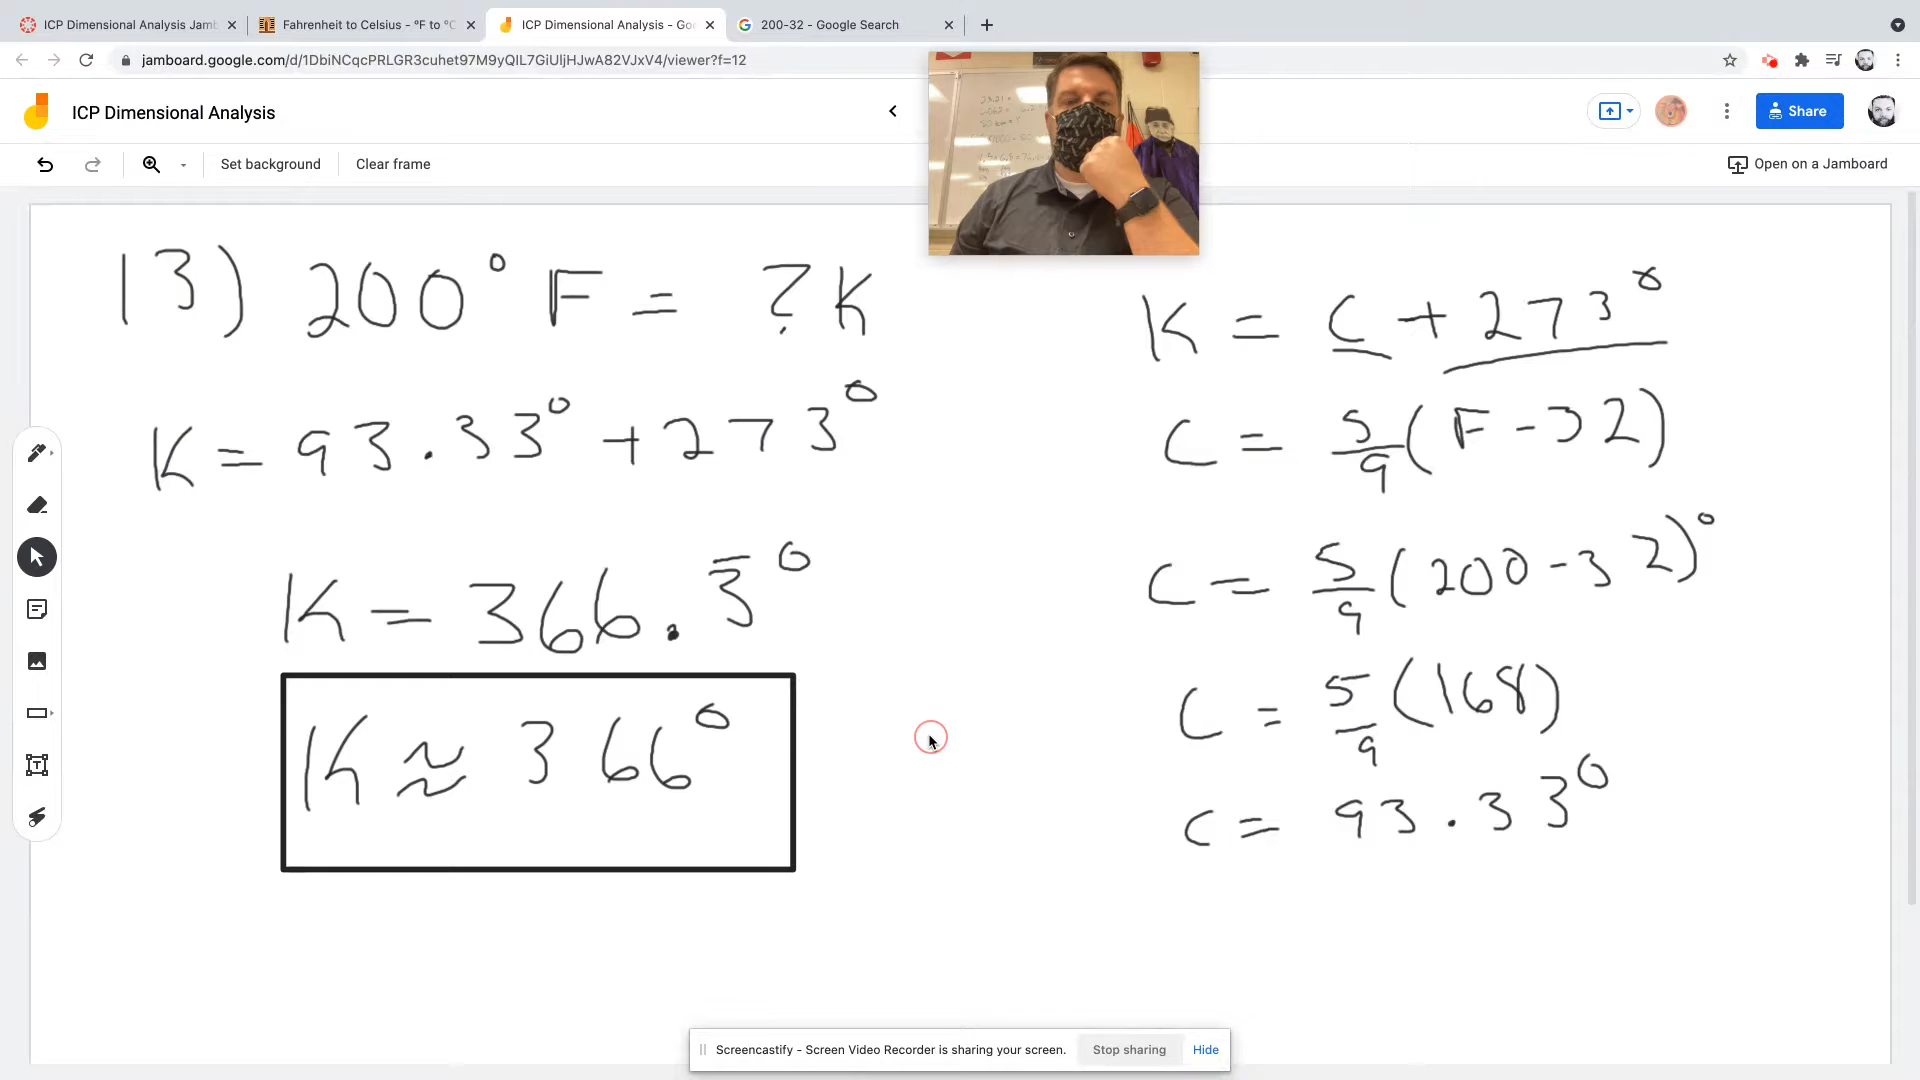 ICP Dimensional Analysis Jamb
Fahrenheit to Celsius - °F to °C
ICP Dimensional Analysis - Goo
200-32 - Google Search
jamboard.google.com/d/1DbiNCqcPRLGR3cuhet97M9yQIL7GiUIjHJwA82VJxV4/viewer?f=12
ICP Dimensional Analysis
Share
Set background
Clear frame
Open on a Jamboard
13) 200° F = ? K
K = 93.33° + 273°
K = 366.3̅°
K ≈ 366°
K = C + 273°
C = 5/9 (F - 32)
C = 5/9 (200 - 32)°
C = 5/9 (168)
C = 93.33°
Screencastify - Screen Video Recorder is sharing your screen.
Stop sharing
Hide